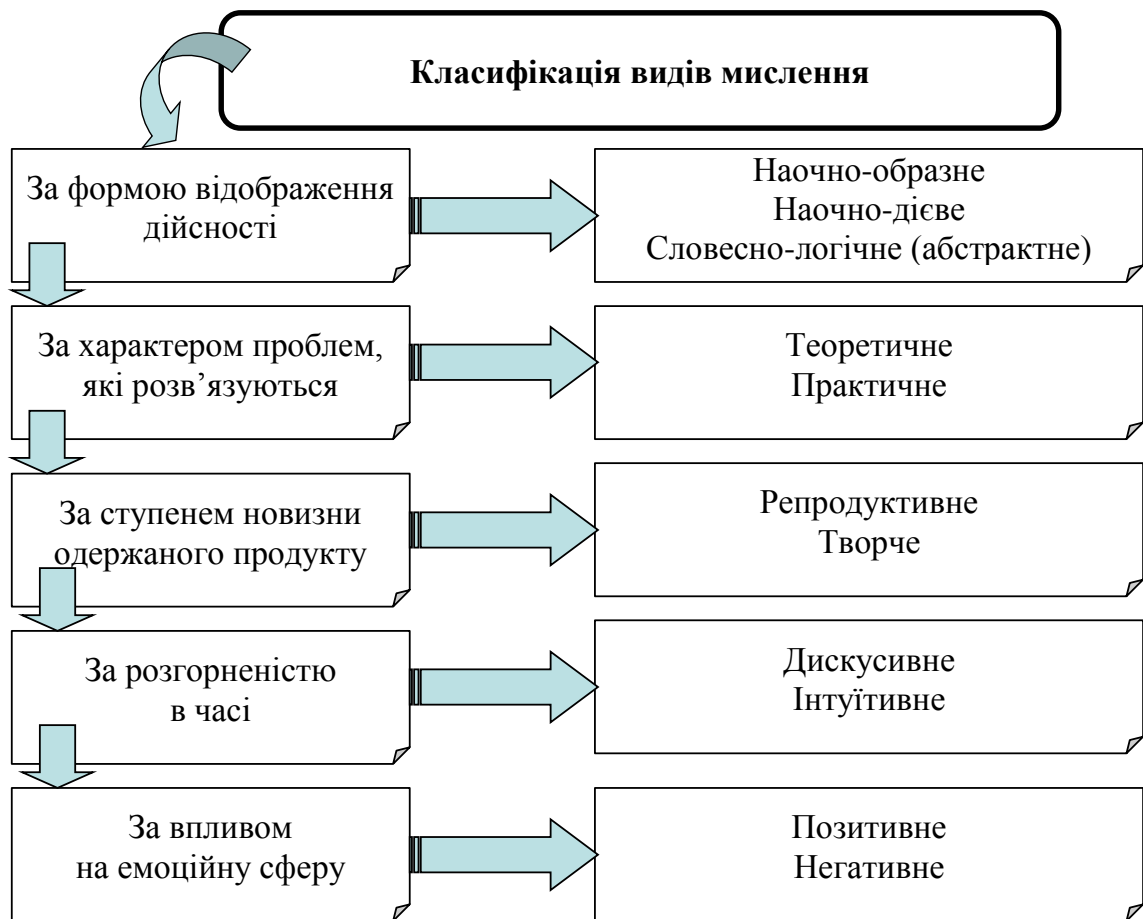 Класифікація видів мислення
За формою відображення
дійсності
Наочно-образне
Наочно-дієве
Словесно-логічне (абстрактне)
За характером проблем,
які розв’язуються
Теоретичне
Практичне
За ступенем новизни
одержаного продукту
Репродуктивне
Творче
За розгорненістю
в часі
Дискусивне
Інтуїтивне
За впливом
на емоційну сферу
Позитивне
Негативне